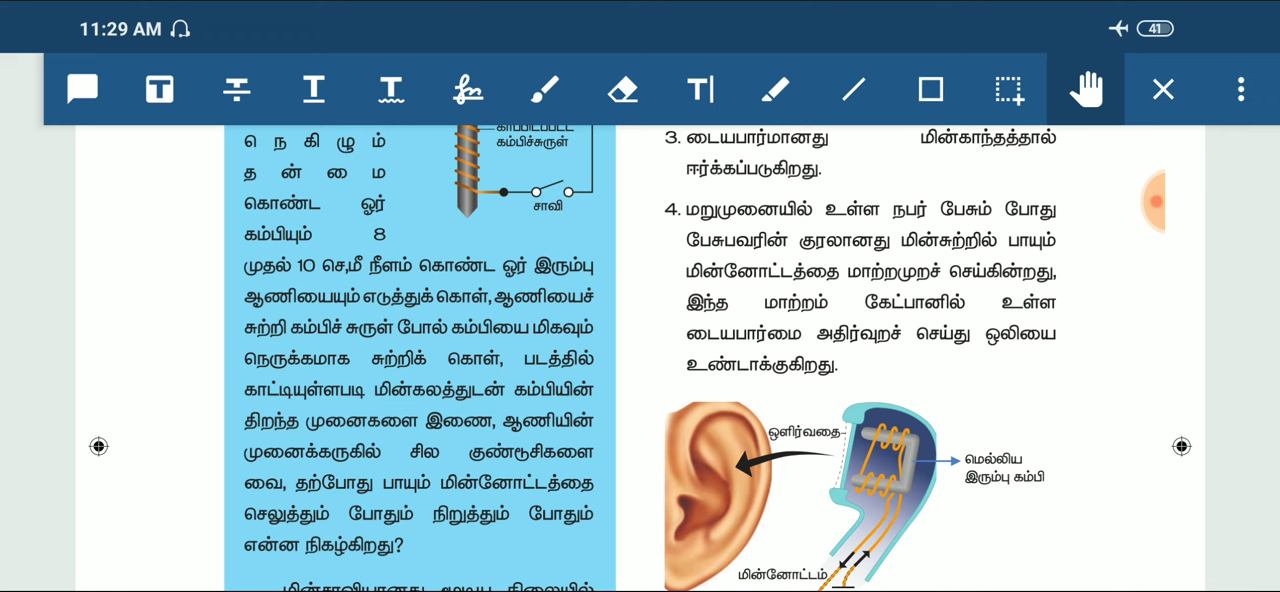 11:29 AM
41
நெகிழும்
தன்மை
கொண்ட ஓர்
கம்பியும் 8
முதல் 10 செ,மீ நீளம் கொண்ட ஓர் இரும்பு
ஆணியையும் எடுத்துக் கொள், ஆணியைச்
சுற்றி கம்பிச் சுருள் போல் கம்பியை மிகவும்
நெருக்கமாக சுற்றிக் கொள், படத்தில்
காட்டியுள்ளபடி மின்கலத்துடன் கம்பியின்
திறந்த முனைகளை இணை, ஆணியின்
முனைக்கருகில் சில குண்டூசிகளை
வை, தற்போது பாயும் மின்னோட்டத்தை
செலுத்தும் போதும் நிறுத்தும் போதும்
என்ன நிகழ்கிறது?
கம்பிச்சுருள்
சாவி
3. டையபார்மானது மின்காந்தத்தால்
ஈர்க்கப்படுகிறது.
4. மறுமுனையில் உள்ள நபர் பேசும் போது
பேசுபவரின் குரலானது மின்சுற்றில் பாயும்
மின்னோட்டத்தை மாற்றமுறச் செய்கின்றது,
இந்த மாற்றம் கேட்பானில் உள்ள
டையபார்மை அதிர்வுறச் செய்து ஒலியை
உண்டாக்குகிறது.
ஒளிர்வதை
மெல்லிய
இரும்பு கம்பி
மின்னோட்டம்